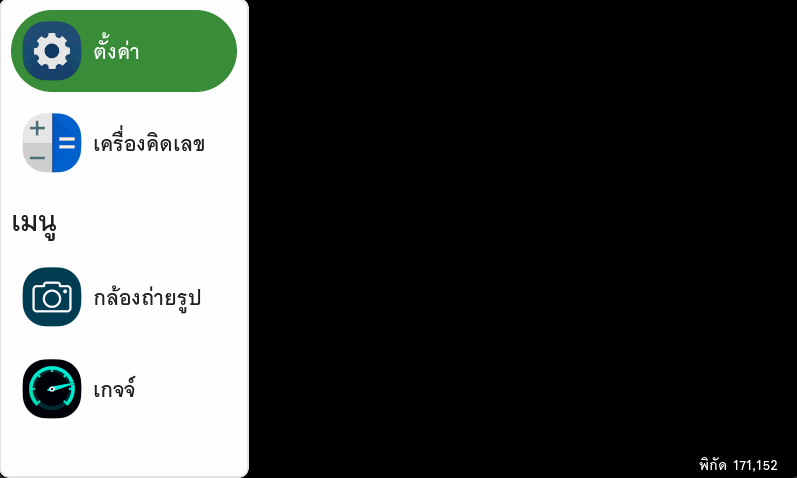 ตั้งค่า
เครื่องคิดเลข
เมนู
กล้องถ่ายรูป
เกจจ์
พิกัด 171,152